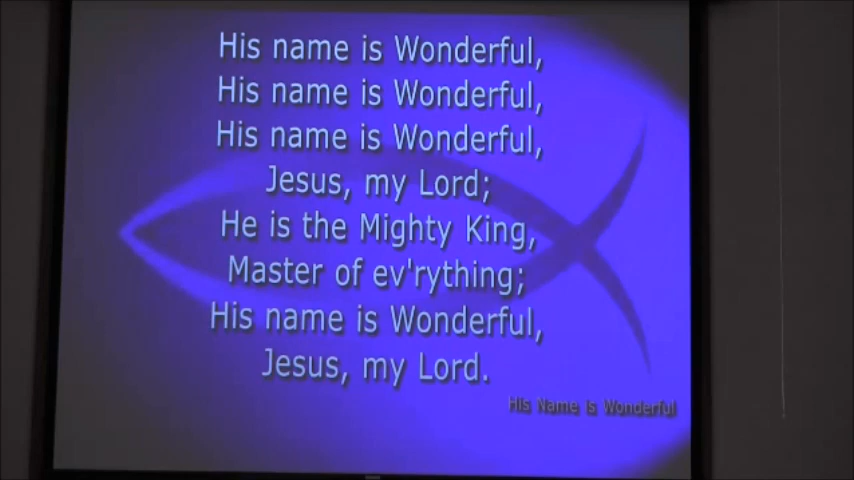 His name is Wonderful,
His name is Wonderful,
His name is Wonderful,
Jesus, my Lord;
He is the Mighty King,
Master of ev'rything;
His name is Wonderful,
Jesus, my Lord.
His Name is Wonderful